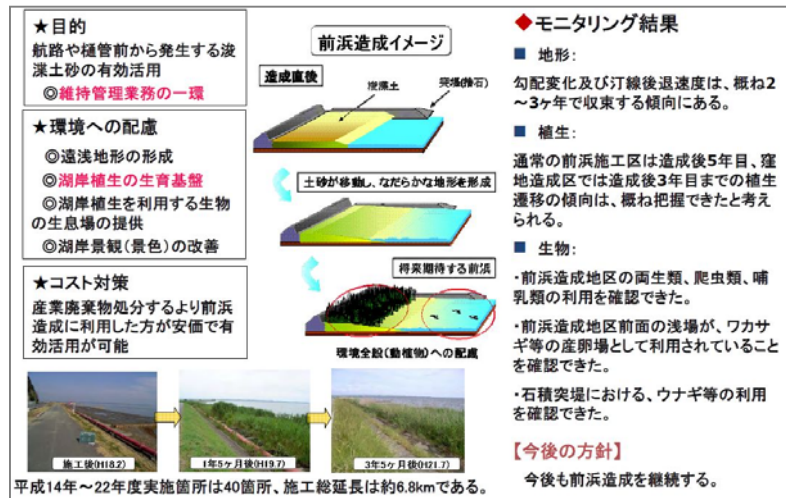 ★目的
航路や樋管前から発生する浚
渫土砂の有効活用
◎維持管理業務の一環
★環境への配慮
◎遠浅地形の形成
◎湖岸植生の生育基盤
◎湖岸植生を利用する生物
の生息場の提供
◎湖岸景観(景色)の改善
★コスト対策
産業廃棄物処分するより前浜
造成に利用した方が安価で有
効活用が可能
前浜造成イメージ
造成直後
浚渫土
突堤(捨石)
土砂が移動し、なだらかな地形を形成
将来期待する前浜
環境全般(動植物)への配慮
施工後(H18.2)
1年5ヶ月後(H19.7)
3年5ヶ月後(H21.7)
平成14年～22年度実施箇所は40箇所、施工総延長は約6.8kmである。
◆モニタリング結果
■ 地形:
勾配変化及び汀線後退速度は、概ね2
～3ヶ年で収束する傾向にある。
■ 植生:
通常の前浜施工区は造成後5年目、窪
地造成区では造成後3年目までの植生
遷移の傾向は、概ね把握できたと考え
られる。
■ 生物:
・前浜造成地区の両生類、爬虫類、哺
乳類の利用を確認できた。
・前浜造成地区前面の浅場が、ワカサ
ギ等の産卵場として利用されていること
を確認できた。
・石積突堤における、ウナギ等の利用
を確認できた。
【今後の方針】
今後も前浜造成を継続する。